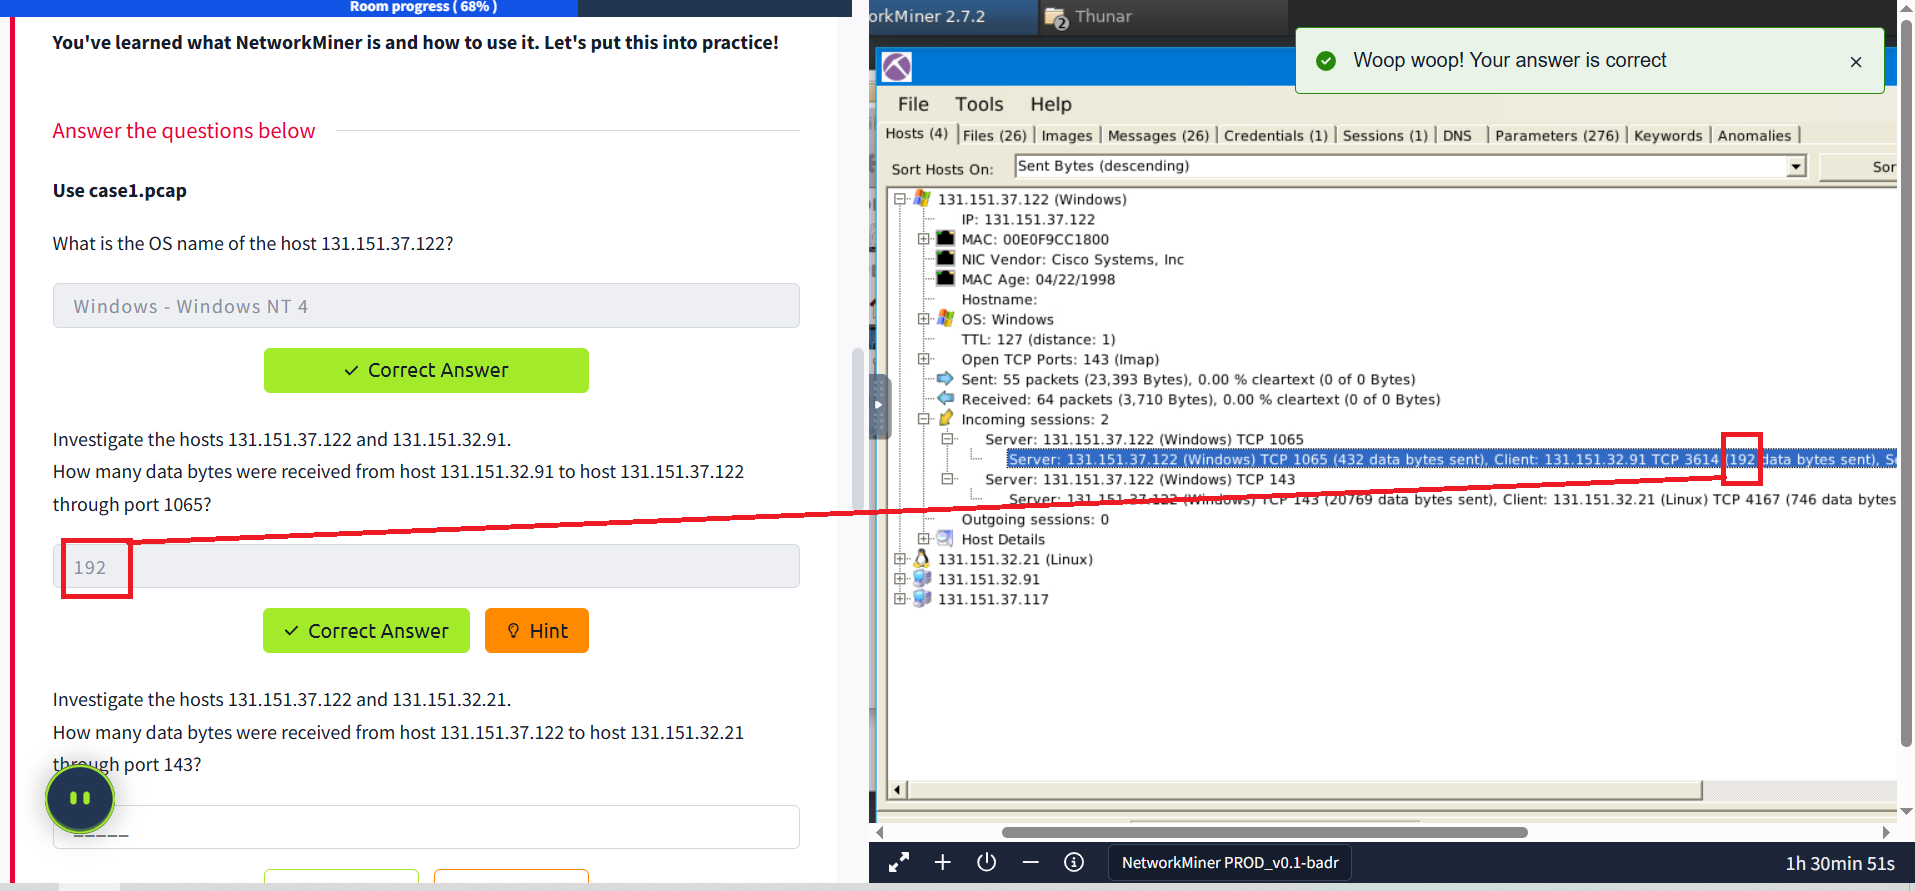 Room progress ( 68% )
You've learned what NetworkMiner is and how to use it. Let's put this into practice!
Answer the questions below
Use case1.pcap
What is the OS name of the host 131.151.37.122?
Windows - Windows NT 4
Correct Answer
Investigate the hosts 131.151.37.122 and 131.151.32.91.
How many data bytes were received from host 131.151.32.91 to host 131.151.37.122
through port 1065?
192
Correct Answer
Hint
Investigate the hosts 131.151.37.122 and 131.151.32.21.
How many data bytes were received from host 131.151.37.122 to host 131.151.32.21
through port 143?
_____
orkMiner 2.7.2
2
Thunar
Woop woop! Your answer is correct
File Tools Help
Hosts (4) Files (26) Images Messages (26) Credentials (1) Sessions (1) DNS Parameters (276) Keywords Anomalies
Sort Hosts On: Sent Bytes (descending) Sor
131.151.37.122 (Windows)
IP: 131.151.37.122
MAC: 00E0F9CC1800
NIC Vendor: Cisco Systems, Inc
MAC Age: 04/22/1998
Hostname:
OS: Windows
TTL: 127 (distance: 1)
Open TCP Ports: 143 (Imap)
Sent: 55 packets (23,393 Bytes), 0.00 % cleartext (0 of 0 Bytes)
Received: 64 packets (3,710 Bytes), 0.00 % cleartext (0 of 0 Bytes)
Incoming sessions: 2
Server: 131.151.37.122 (Windows) TCP 1065
Server: 131.151.37.122 (Windows) TCP 1065 (432 data bytes sent), Client: 131.151.32.91 TCP 3614 (192 data bytes sent), S
Server: 131.151.37.122 (Windows) TCP 143
Server: 131.151.37.122 (Windows) TCP 143 (20769 data bytes sent), Client: 131.151.32.21 (Linux) TCP 4167 (746 data bytes
Outgoing sessions: 0
Host Details
131.151.32.21 (Linux)
131.151.32.91
131.151.37.117
NetworkMiner PROD_v0.1-badr
1h 30min 51s